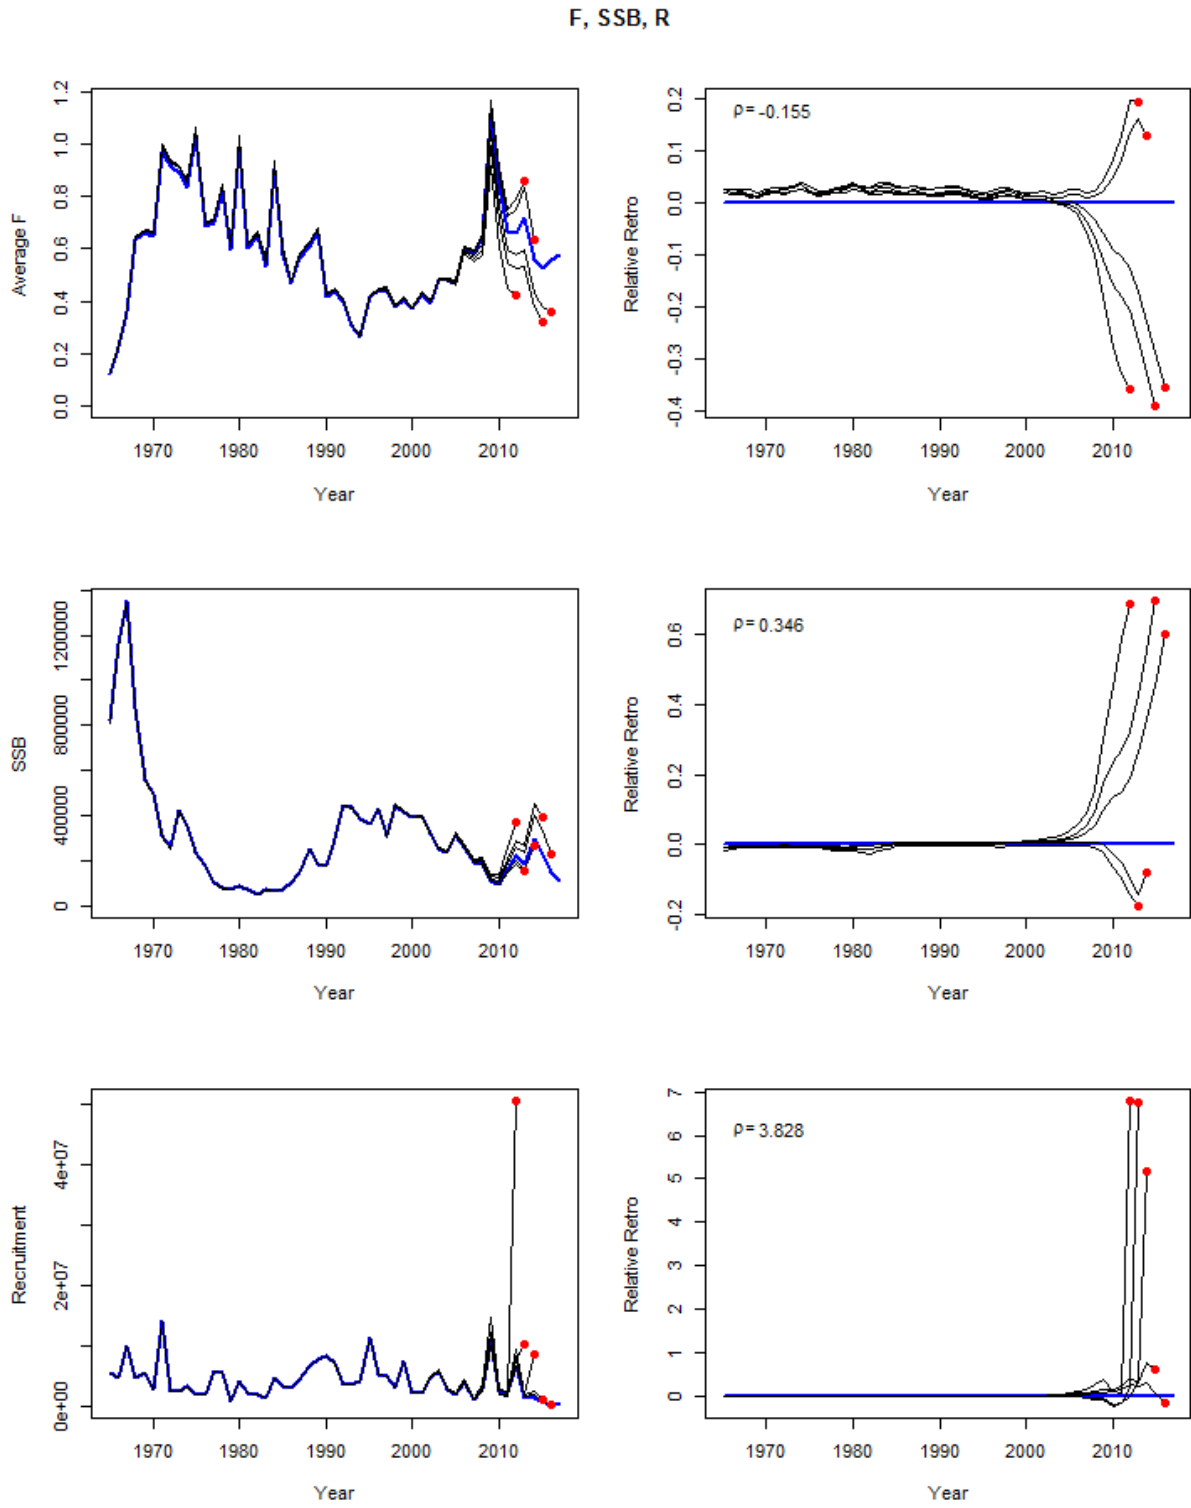 F, SSB, R
Average F
0.0 0.2 0.4 0.6 0.8 1.0 1.2
1970 1980 1990 2000 2010
Year
ρ= -0.155
Relative Retro
-0.4 -0.3 -0.2 -0.1 0.0 0.1 0.2
1970 1980 1990 2000 2010
Year
SSB
0 400000 800000 1200000
1970 1980 1990 2000 2010
Year
ρ= 0.346
Relative Retro
-0.2 0.0 0.2 0.4 0.6
1970 1980 1990 2000 2010
Year
Recruitment
0e+00 2e+07 4e+07
1970 1980 1990 2000 2010
Year
ρ= 3.828
Relative Retro
0 1 2 3 4 5 6 7
1970 1980 1990 2000 2010
Year